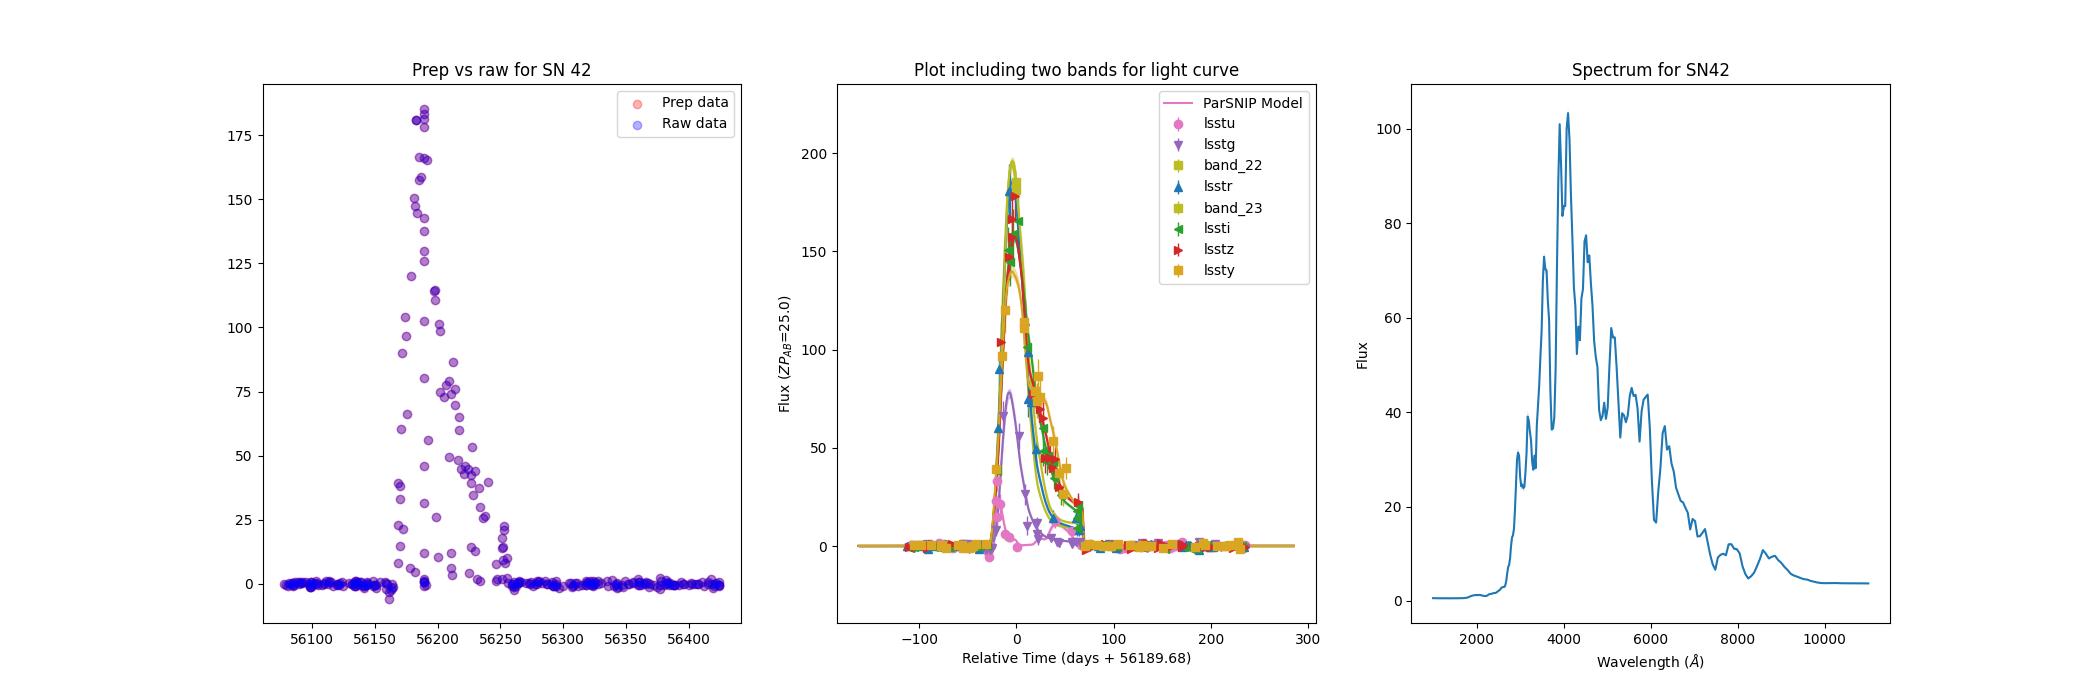 Prep vs raw for SN 42
Prep data
Raw data
175
150
125
100
75
50
25
0
56100
56150
56200
56250
56300
56350
56400
Plot including two bands for light curve
ParSNIP Model
lsstu
lsstg
band_22
lsstr
band_23
lssti
lsstz
lssty
Flux (ZP_AB=25.0)
200
150
100
50
0
−100
0
100
200
300
Relative Time (days + 56189.68)
Spectrum for SN42
Flux
100
80
60
40
20
0
2000
4000
6000
8000
10000
Wavelength (Å)